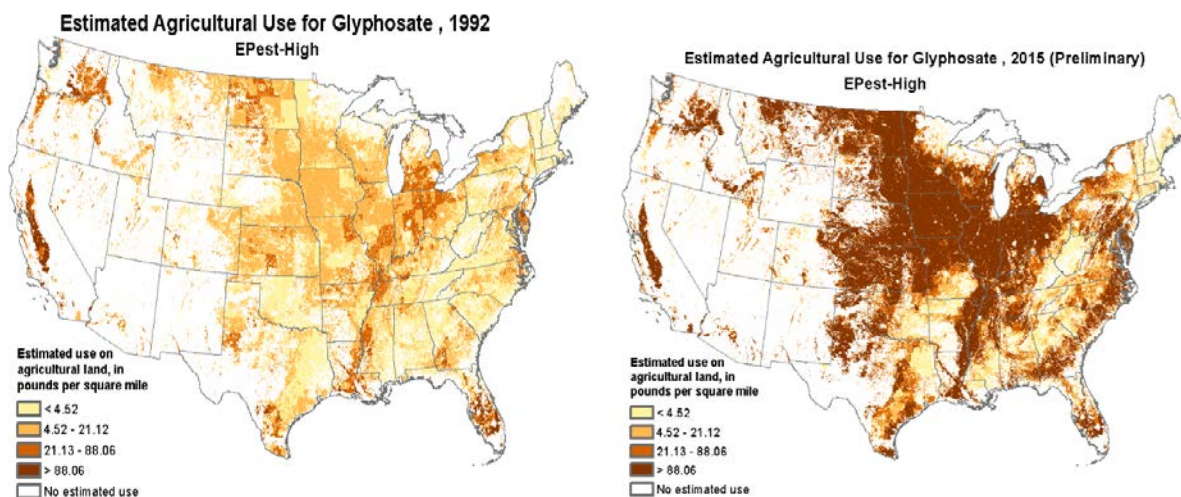 Estimated Agricultural Use for Glyphosate , 1992
EPest-High
Estimated use on
agricultural land, in
pounds per square mile
< 4.52
4.52 - 21.12
21.13 - 88.06
> 88.06
No estimated use
Estimated Agricultural Use for Glyphosate , 2015 (Preliminary)
EPest-High
Estimated use on
agricultural land, in
pounds per square mile
< 4.52
4.52 - 21.12
21.13 - 88.06
> 88.06
No estimated use